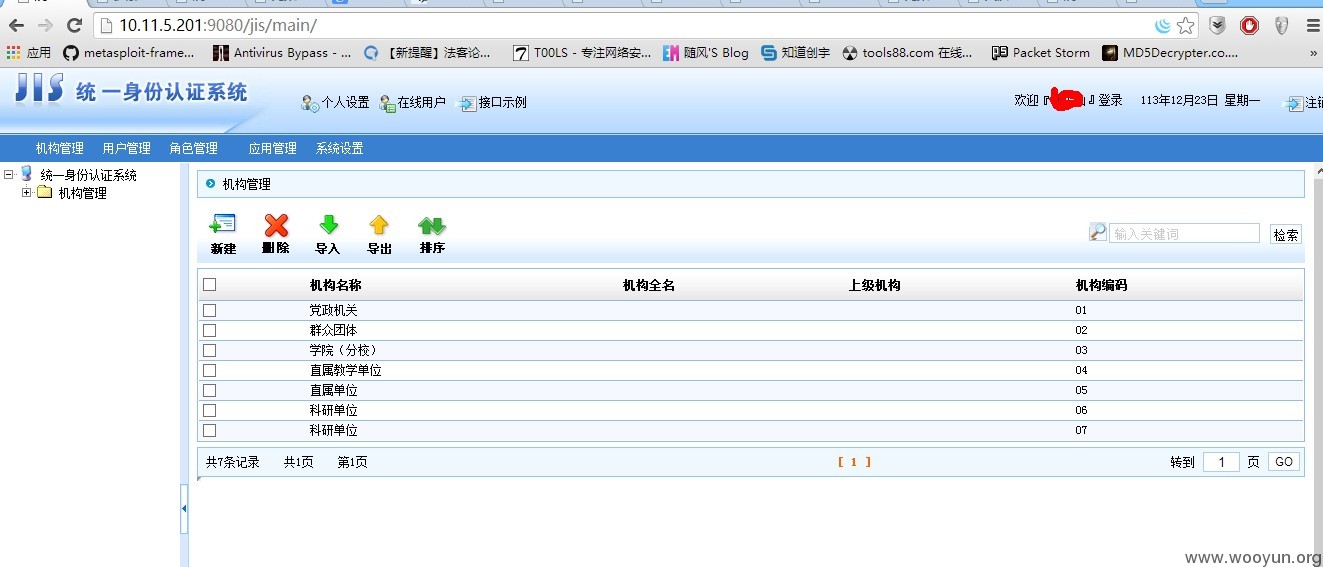 10.11.5.201:9080/jis/main/
应用 metasploit-frame... Antivirus Bypass - ... 【新提醒】法客论... T00LS - 专注网络安... 随风'S Blog 知道创宇 tools88.com 在线... Packet Storm MD5Decrypter.co.... »
JIS 统一身份认证系统 个人设置 在线用户 接口示例 欢迎『 』登录 113年12月23日 星期一
机构管理 用户管理 角色管理 应用管理 系统设置
统一身份认证系统
机构管理
机构管理
新建 删除 导入 导出 排序 输入关键词 检索
机构名称 机构全名 上级机构 机构编码
党政机关 01
群众团体 02
学院（分校） 03
直属教学单位 04
直属单位 05
科研单位 06
科研单位 07
共7条记录 共1页 第1页 [ 1 ] 转到 1 页 GO
www.wooyun.org